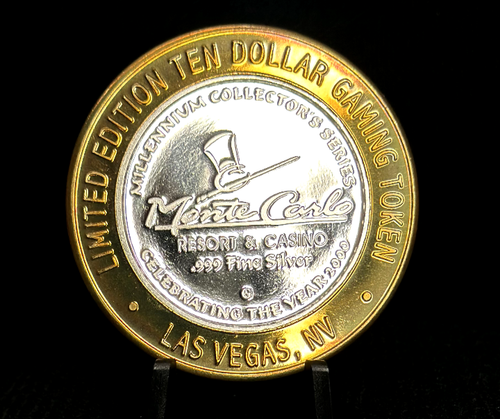 LIMITED EDITION TEN DOLLAR GAMING TOKEN
MILLENNIUM COLLECTOR'S SERIES
Monte Carlo
RESORT & CASINO
.999 Fine Silver
G
CELEBRATING THE YEAR 2000
• LAS VEGAS, NV •